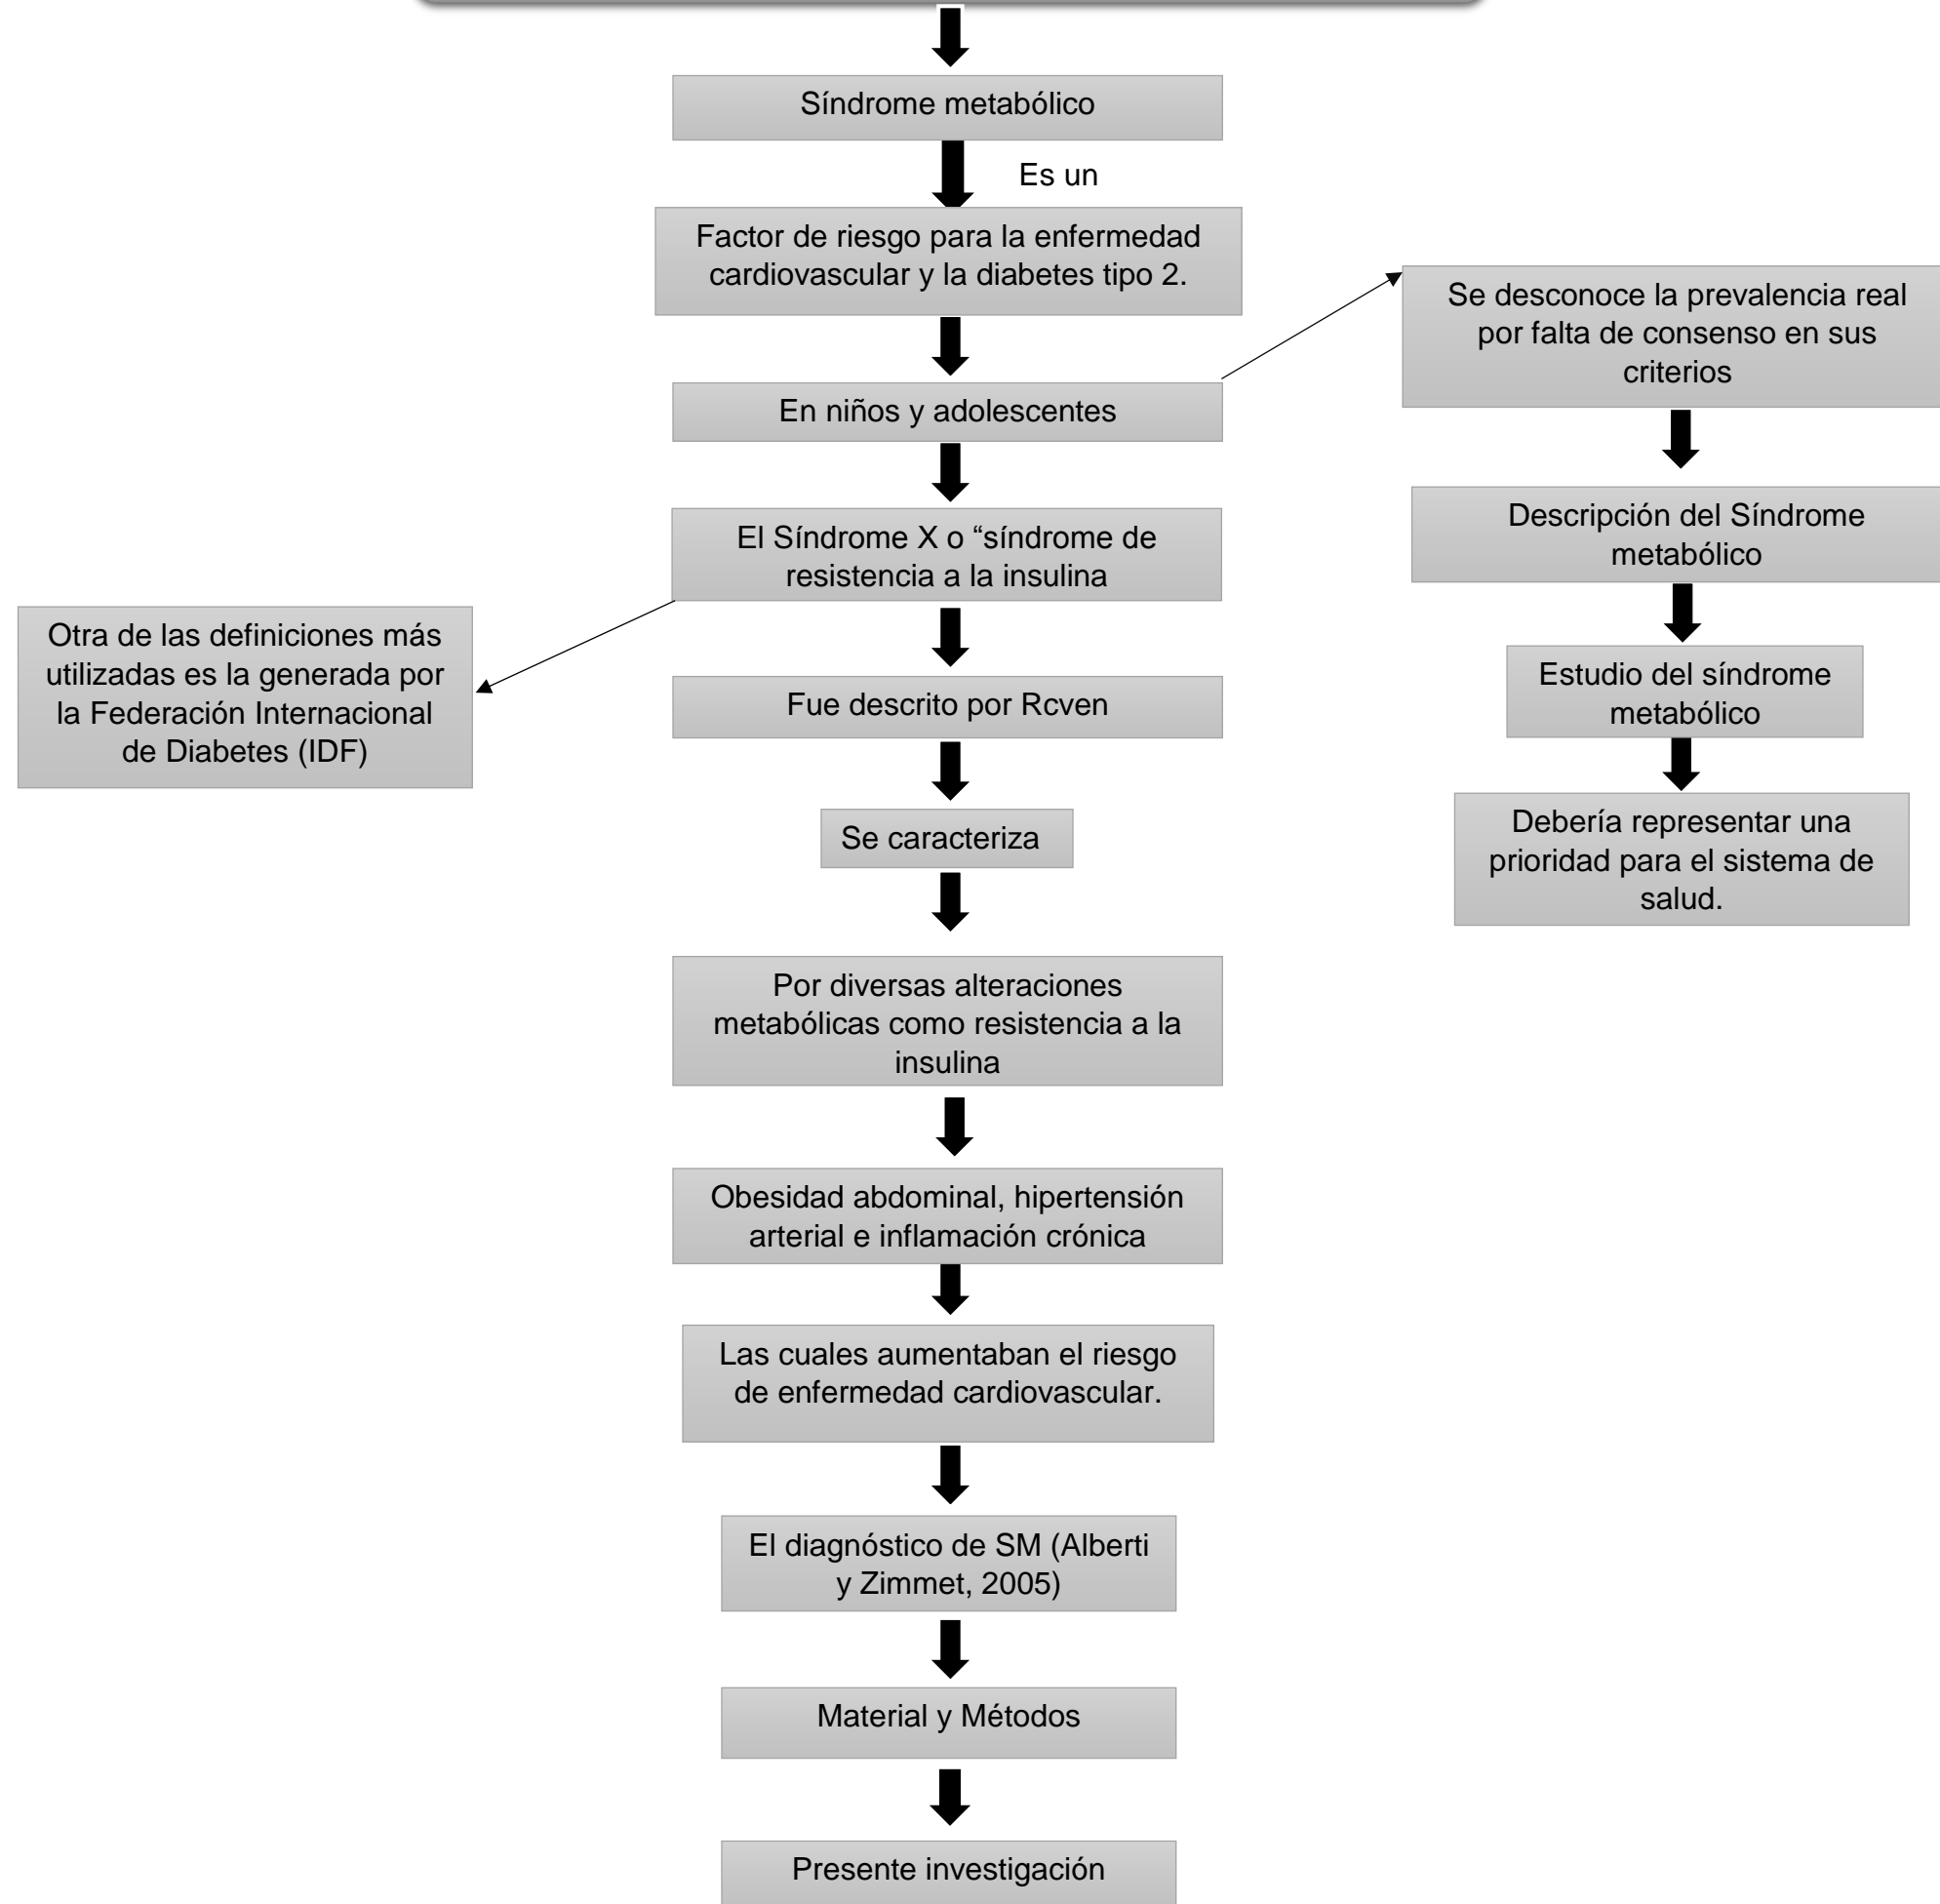 Síndrome metabólico
Es un
Factor de riesgo para la enfermedad
cardiovascular y la diabetes tipo 2.
En niños y adolescentes
El Síndrome X o “síndrome de
resistencia a la insulina
Fue descrito por Rcven
Se caracteriza
Por diversas alteraciones
metabólicas como resistencia a la
insulina
Obesidad abdominal, hipertensión
arterial e inflamación crónica
Las cuales aumentaban el riesgo
de enfermedad cardiovascular.
El diagnóstico de SM (Alberti
y Zimmet, 2005)
Material y Métodos
Presente investigación
Otra de las definiciones más
utilizadas es la generada por
la Federación Internacional
de Diabetes (IDF)
Se desconoce la prevalencia real
por falta de consenso en sus
criterios
Descripción del Síndrome
metabólico
Estudio del síndrome
metabólico
Debería representar una
prioridad para el sistema de
salud.